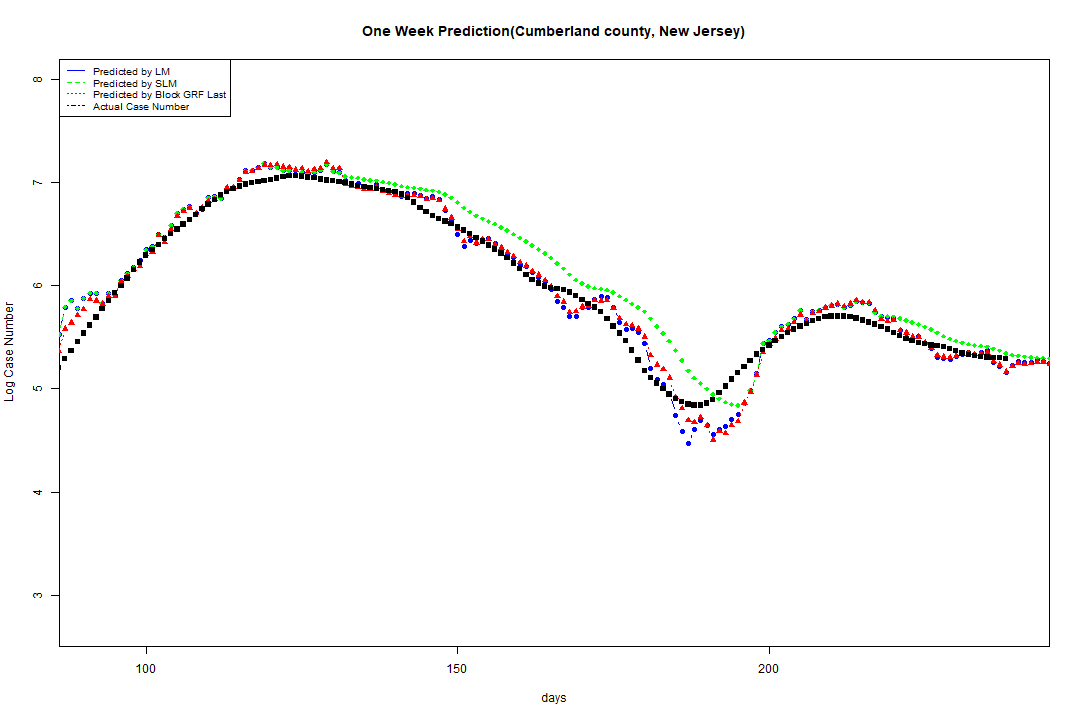 One Week Prediction(Cumberland county, New Jersey)
Predicted by LM
Predicted by SLM
Predicted by Block GRF Last
Actual Case Number
Log Case Number
8
7
6
5
4
3
100 150 200
days